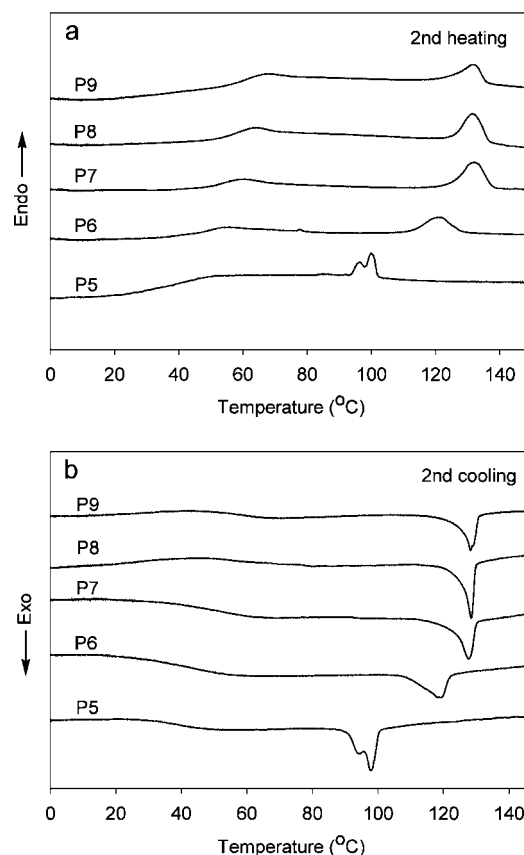 a
2nd heating
P9
P8
P7
P6
P5
Endo
0 20 40 60 80 100 120 140
Temperature (°C)
b
2nd cooling
P9
P8
P7
P6
P5
Exo
0 20 40 60 80 100 120 140
Temperature (°C)